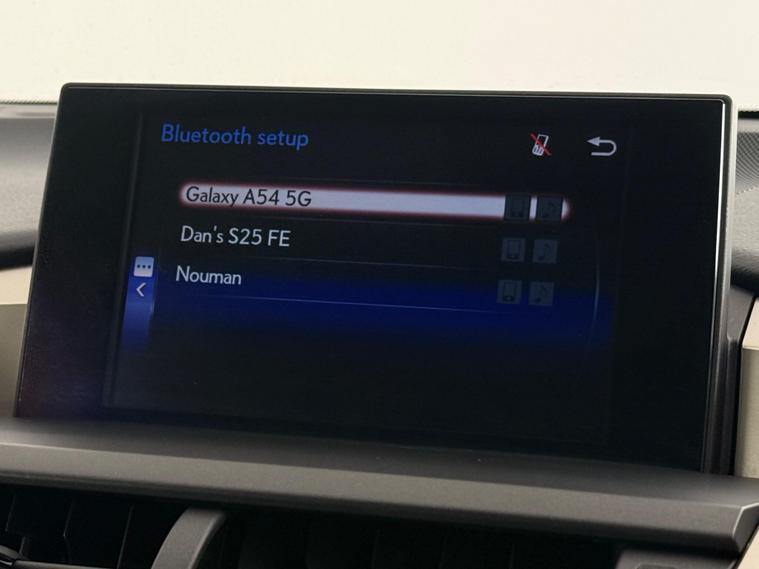 Bluetooth setup
Galaxy A54 5G
Dan's S25 FE
Nouman